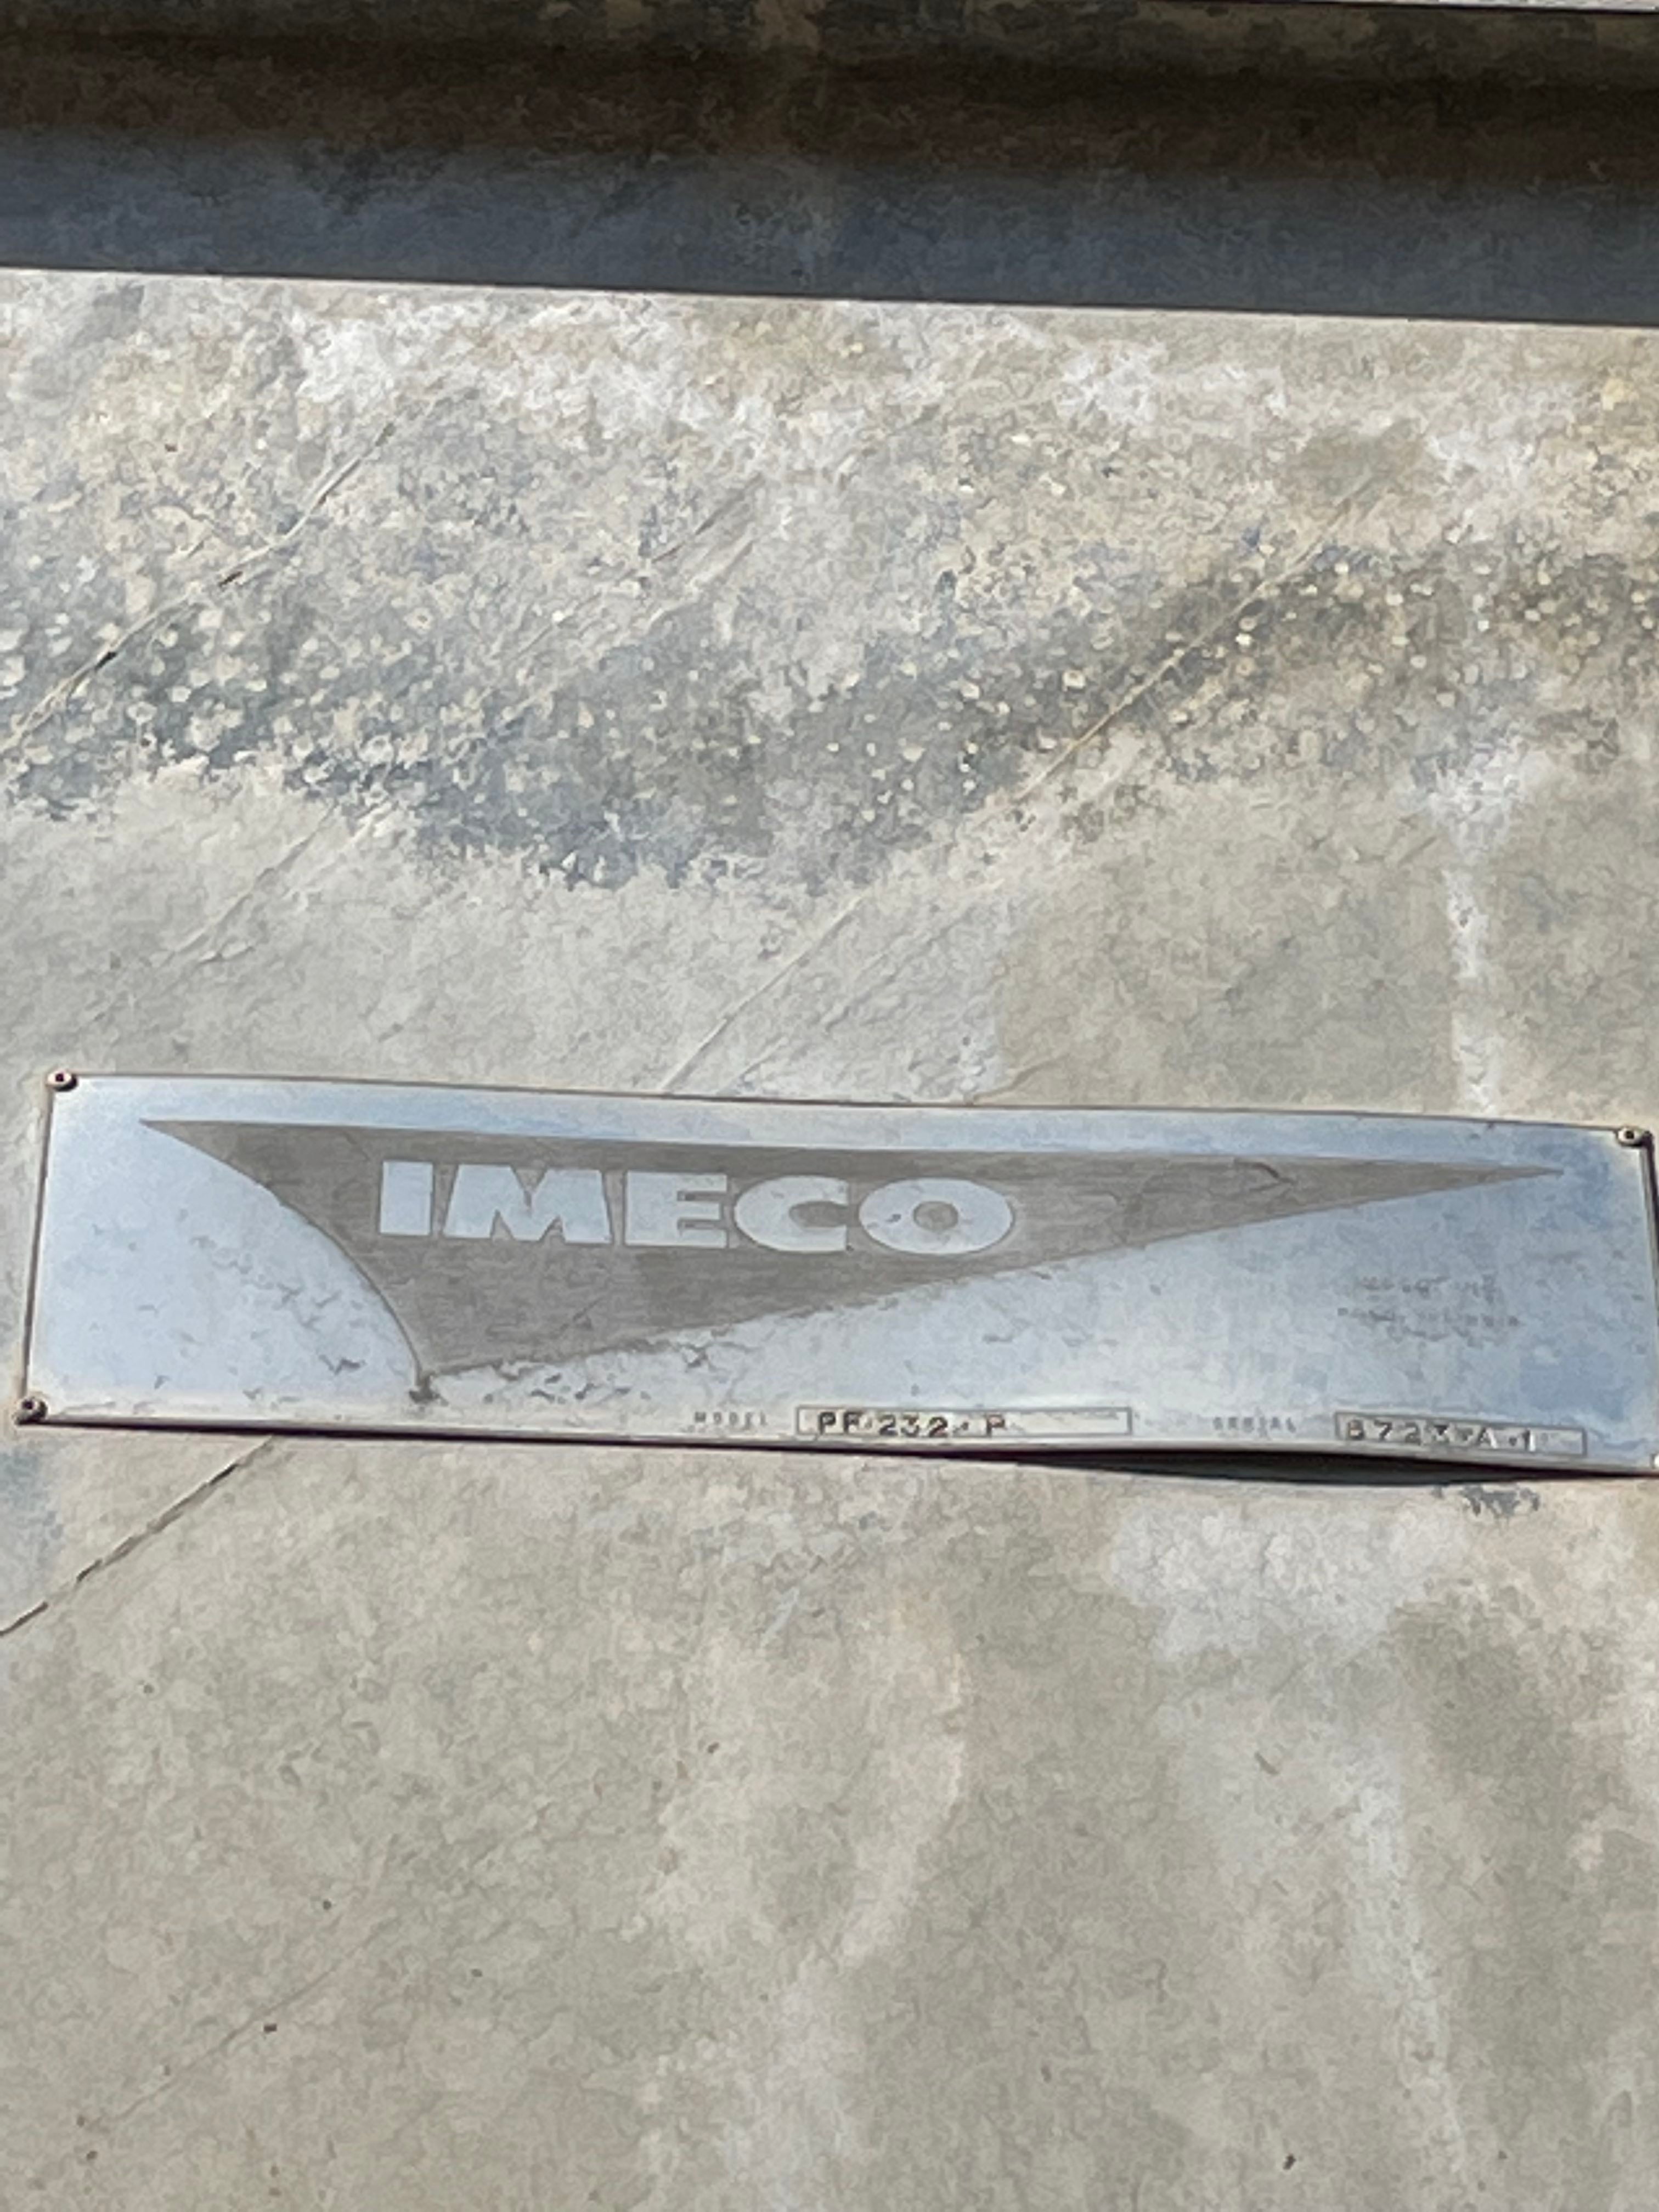 IMECO
MODEL PF-232-P SERIAL 8723-A-1